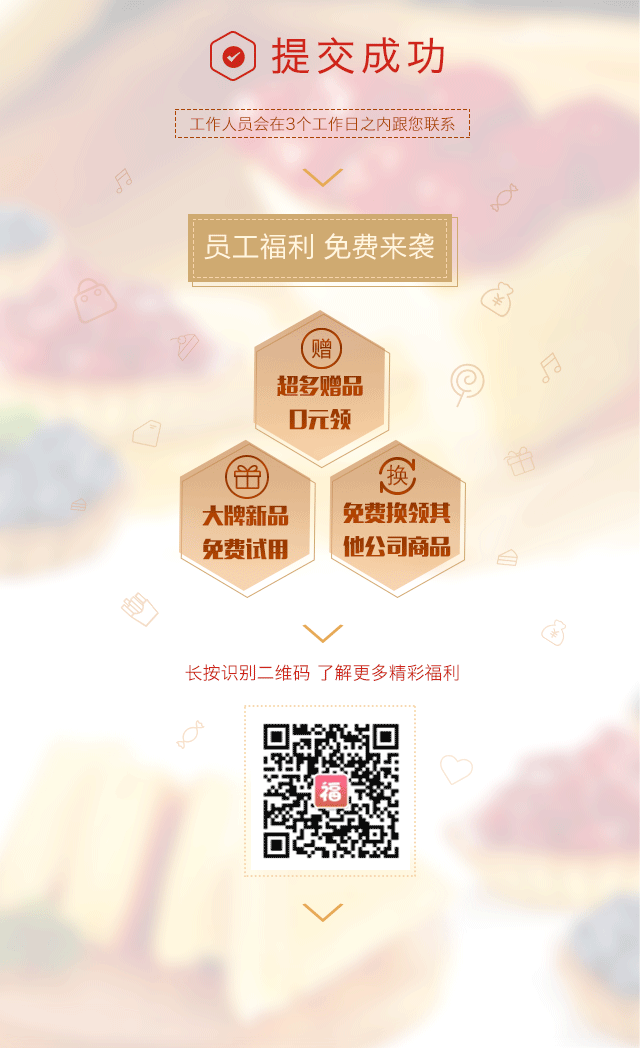 提交成功
工作人员会在3个工作日之内跟您联系
员工福利 免费来袭
赠
超多赠品
0元领
大牌新品
免费试用
换
免费换领其
他公司商品
长按识别二维码 了解更多精彩福利
福